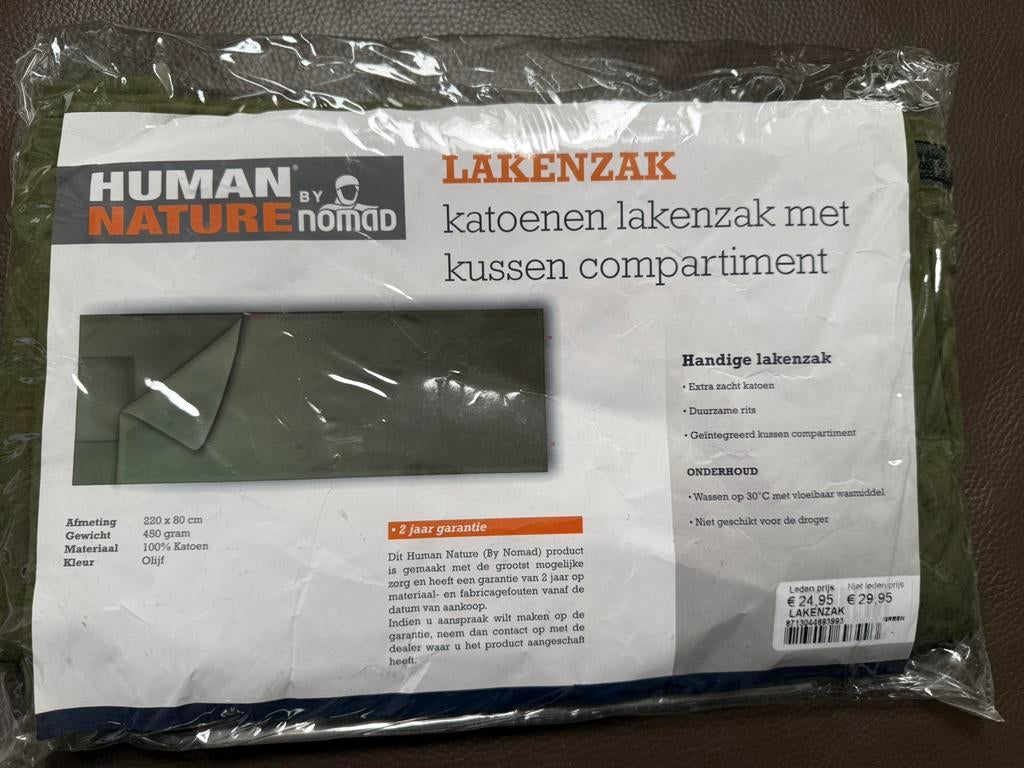 HUMAN
NATURE
BY
nomad
LAKENZAK
katoenen lakenzak met
kussen compartiment
Handige lakenzak
• Extra zacht katoen
• Duurzame rits
• Geïntegreerd kussen compartiment
ONDERHOUD
• Wassen op 30°C met vloeibaar wasmiddel
• Niet geschikt voor de droger
Afmeting 220 x 80 cm
Gewicht 450 gram
Materiaal 100% Katoen
Kleur Olijf
• 2 jaar garantie
Dit Human Nature (By Nomad) product
is gemaakt met de grootst mogelijke
zorg en heeft een garantie van 2 jaar op
materiaal- en fabricagefouten vanaf de
datum van aankoop.
Indien u aanspraak wilt maken op de
garantie, neem dan contact op met de
dealer waar u het product aangeschaft
heeft.
Leden prijs Niet leden prijs
€ 24,95 € 29,95
LAKENZAK
8713044693993 GREEN